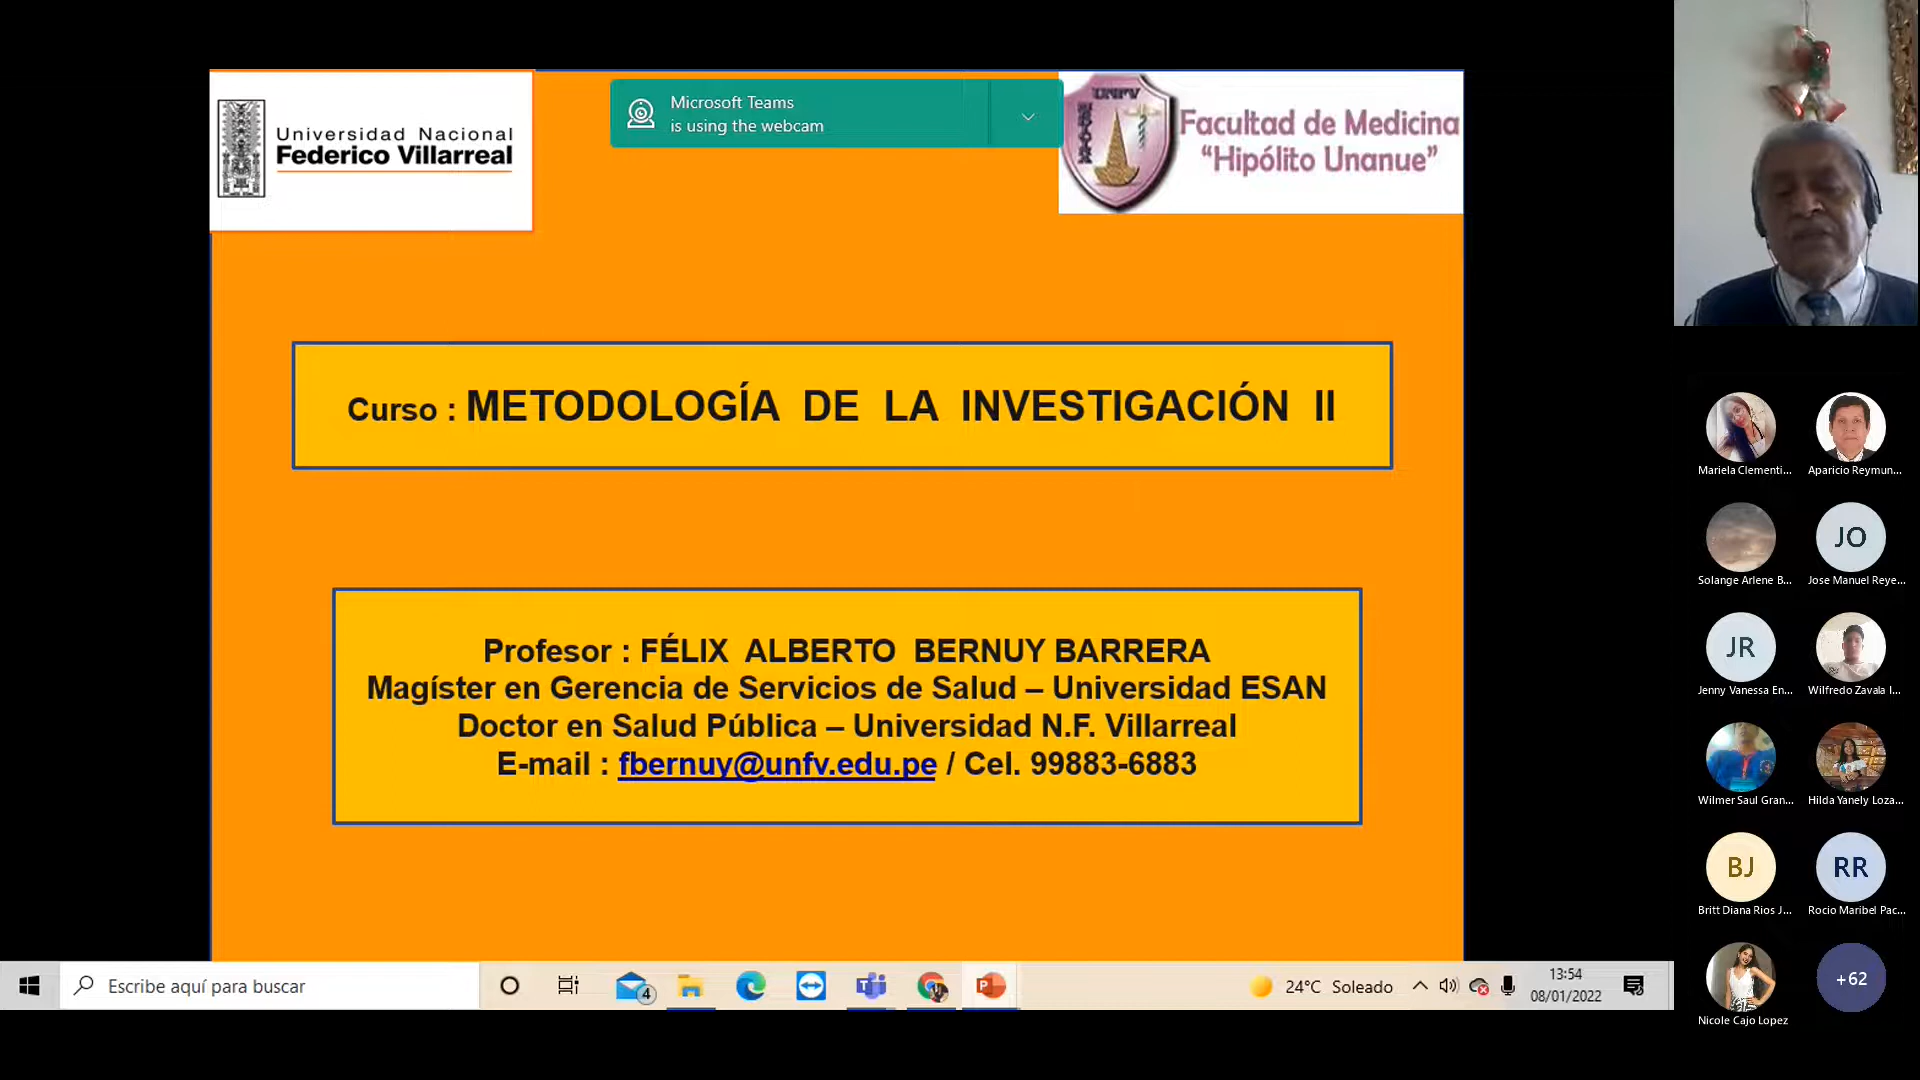 Universidad Nacional
Federico Villarreal
Microsoft Teams
is using the webcam
UNFV
Facultad de Medicina
“Hipólito Unanue”
Curso : METODOLOGÍA DE LA INVESTIGACIÓN II
Profesor : FÉLIX ALBERTO BERNUY BARRERA
Magíster en Gerencia de Servicios de Salud – Universidad ESAN
Doctor en Salud Pública – Universidad N.F. Villarreal
E-mail : fbernuy@unfv.edu.pe / Cel. 99883-6883
Mariela Clementi...
Aparicio Reymun...
Solange Arlene B...
JO
Jose Manuel Reye...
JR
Jenny Vanessa En...
Wilfredo Zavala I...
Wilmer Saul Gran...
Hilda Yanely Loza...
BJ
Britt Diana Rios J...
RR
Rocio Maribel Pac...
Nicole Cajo Lopez
+62
Escribe aquí para buscar
4
24°C Soleado
13:54
08/01/2022